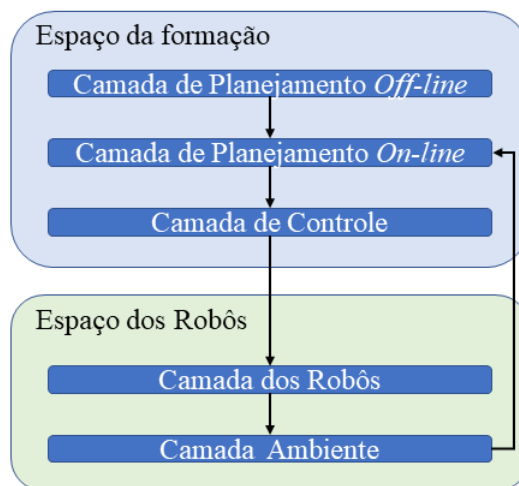 Espaço da formação
Camada de Planejamento Off-line
Camada de Planejamento On-line
Camada de Controle
Espaço dos Robôs
Camada dos Robôs
Camada Ambiente